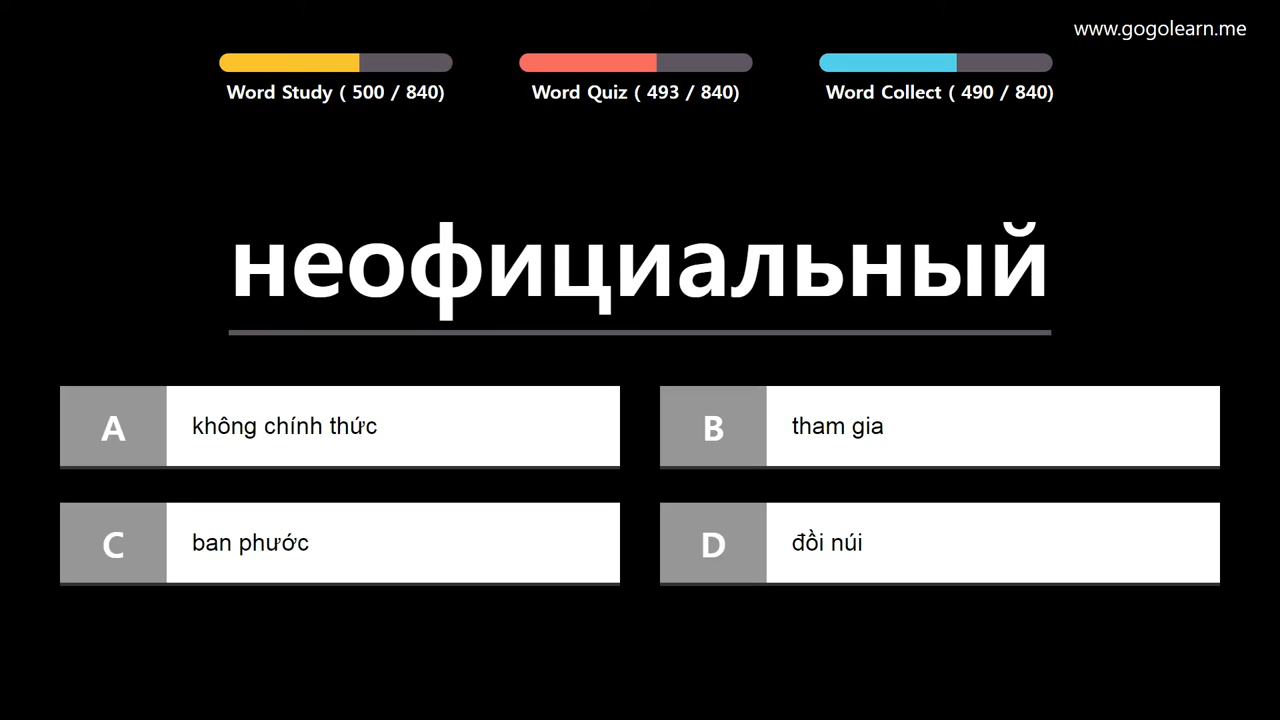 www.gogolearn.me
Word Study ( 500 / 840)
Word Quiz ( 493 / 840)
Word Collect ( 490 / 840)
неофициальный
A không chính thức
B tham gia
C ban phước
D đồi núi